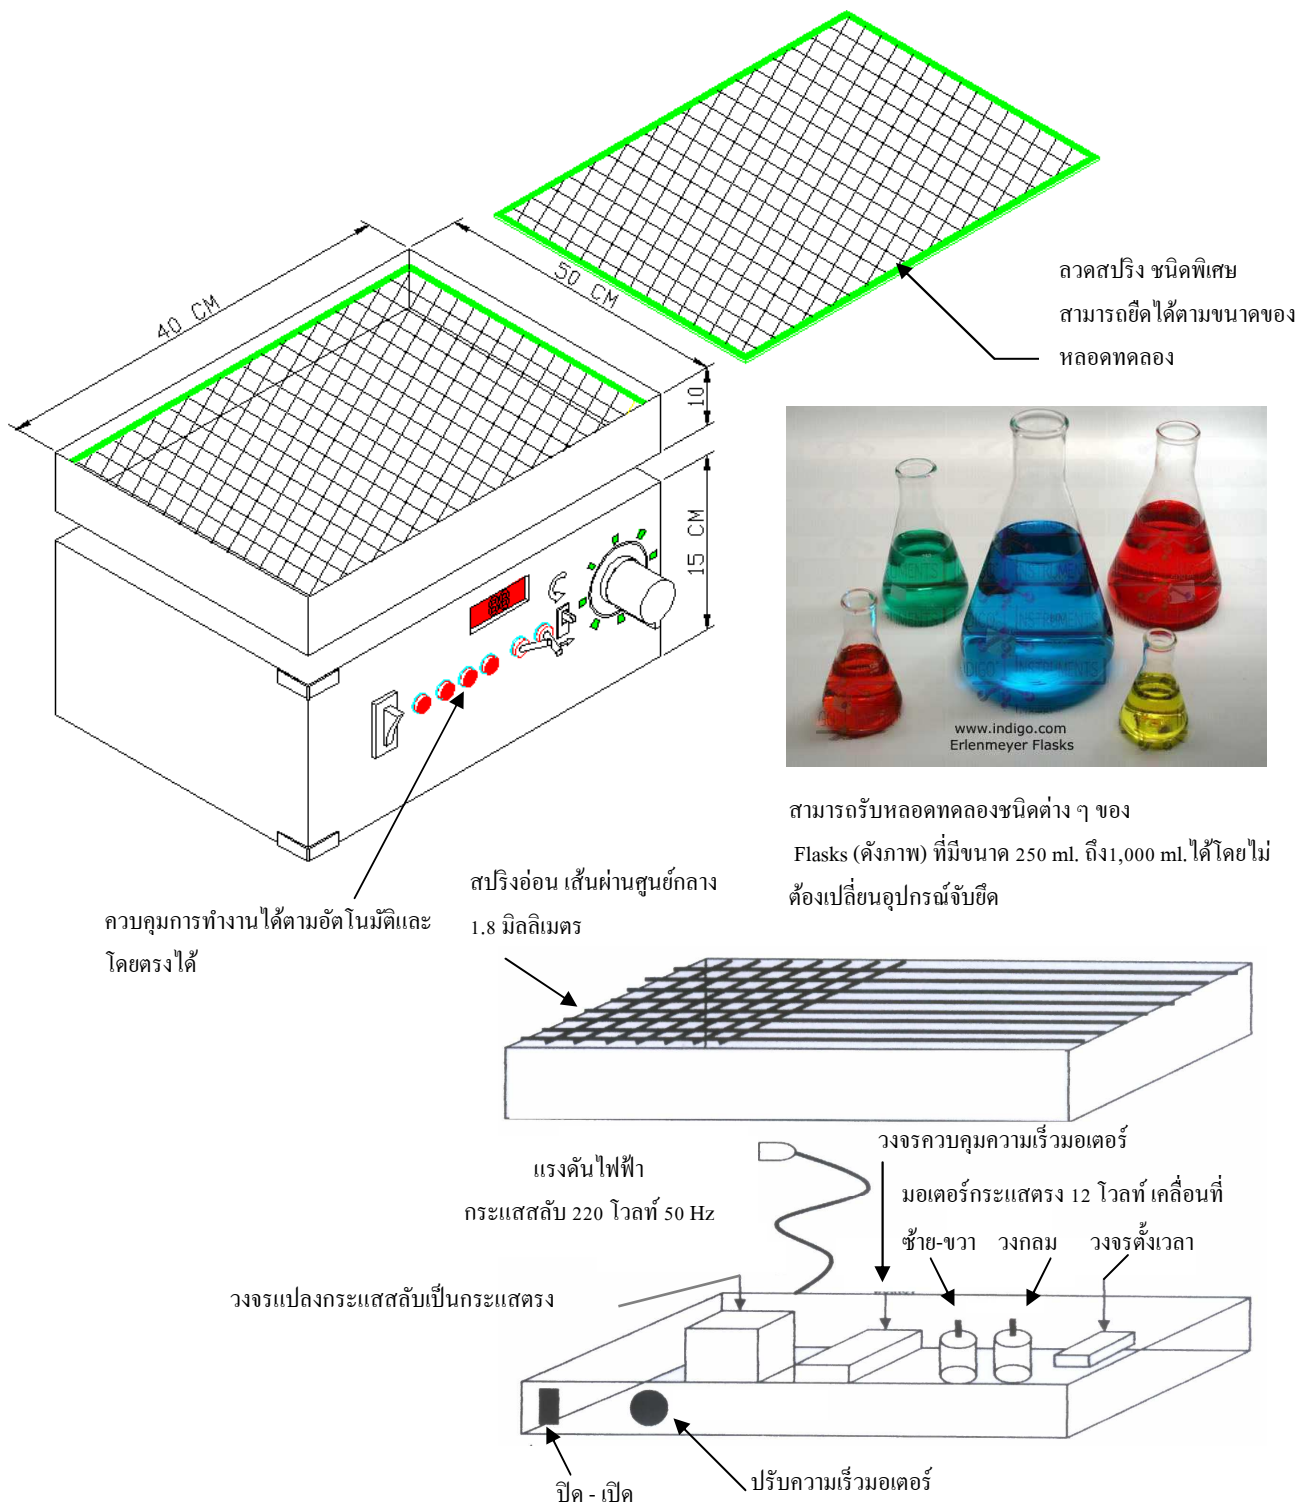 40 CM
50 CM
10
15 CM
88
ลวดสปริง ชนิดพิเศษ
สามารถยืดได้ตามขนาดของ
หลอดทดลอง
www.indigo.com
Erlenmeyer Flasks
สามารถรับหลอดทดลองชนิดต่าง ๆ ของ
Flasks (ดังภาพ) ที่มีขนาด 250 ml. ถึง1,000 ml.ได้โดยไม่
ต้องเปลี่ยนอุปกรณ์จับยึด
ควบคุมการทำงานได้ตามอัตโนมัติและ
โดยตรงได้
สปริงอ่อน เส้นผ่านศูนย์กลาง
1.8 มิลลิเมตร
แรงดันไฟฟ้า
กระแสสลับ 220 โวลท์ 50 Hz
วงจรควบคุมความเร็วมอเตอร์
มอเตอร์กระแสตรง 12 โวลท์ เคลื่อนที่
ซ้าย-ขวา วงกลม วงจรตั้งเวลา
วงจรแปลงกระแสสลับเป็นกระแสตรง
ปิด - เปิด
ปรับความเร็วมอเตอร์